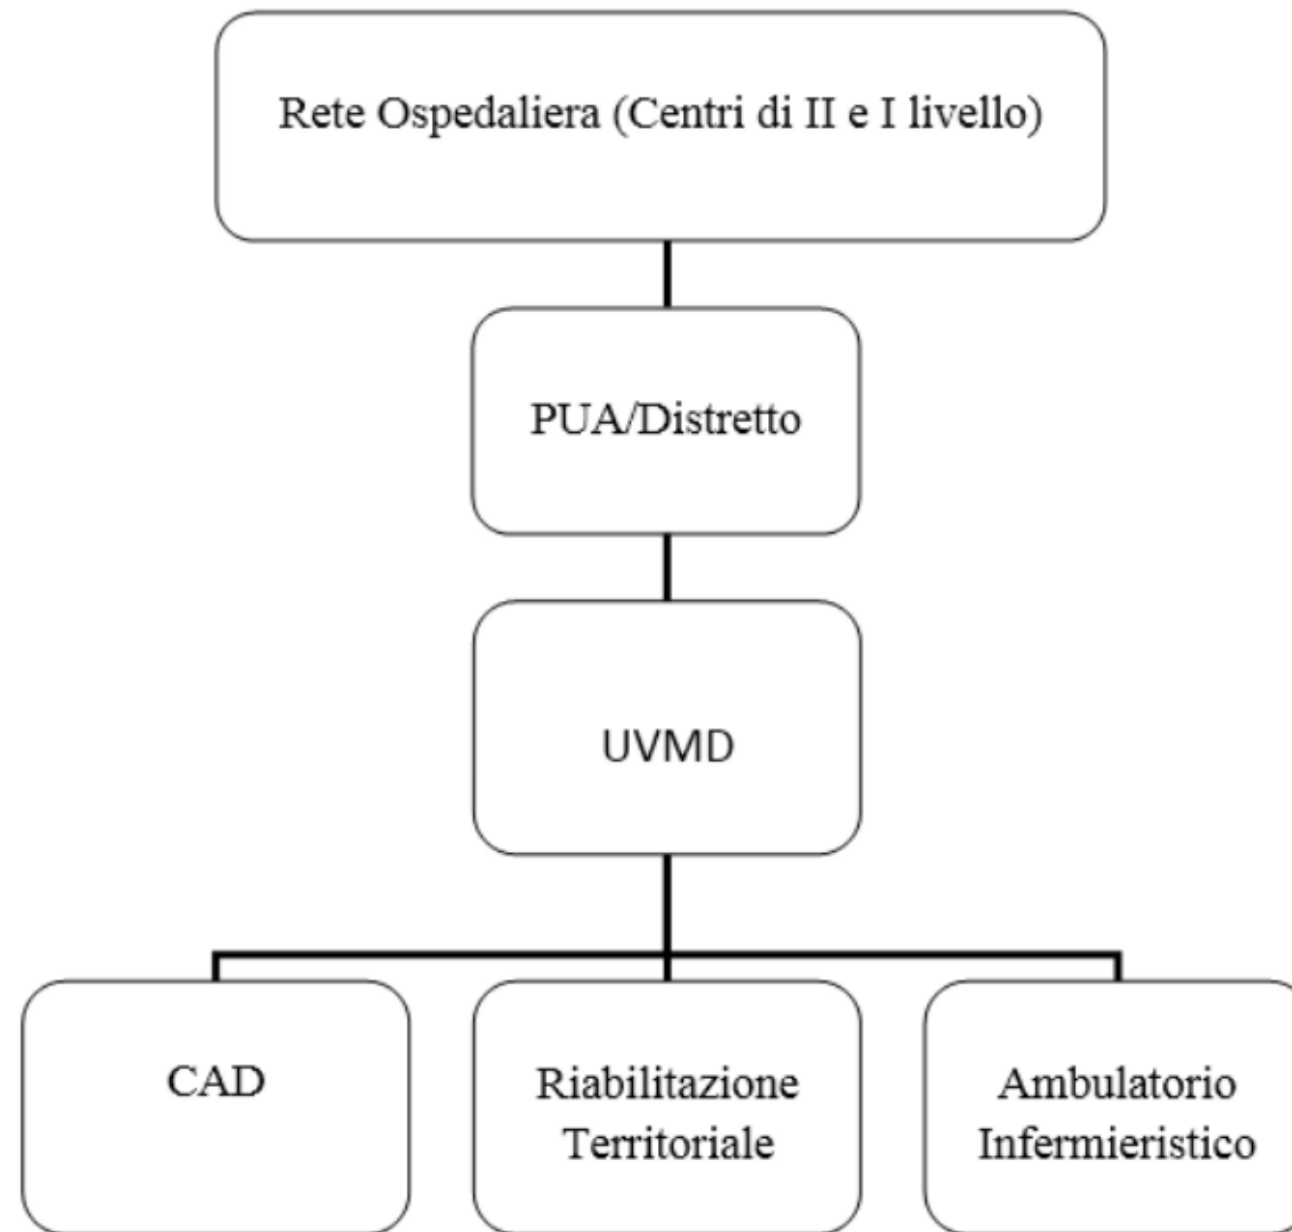 Rete Ospedaliera (Centri di II e I livello)
PUA/Distretto
UVMD
CAD
Riabilitazione
Territoriale
Ambulatorio
Infermieristico